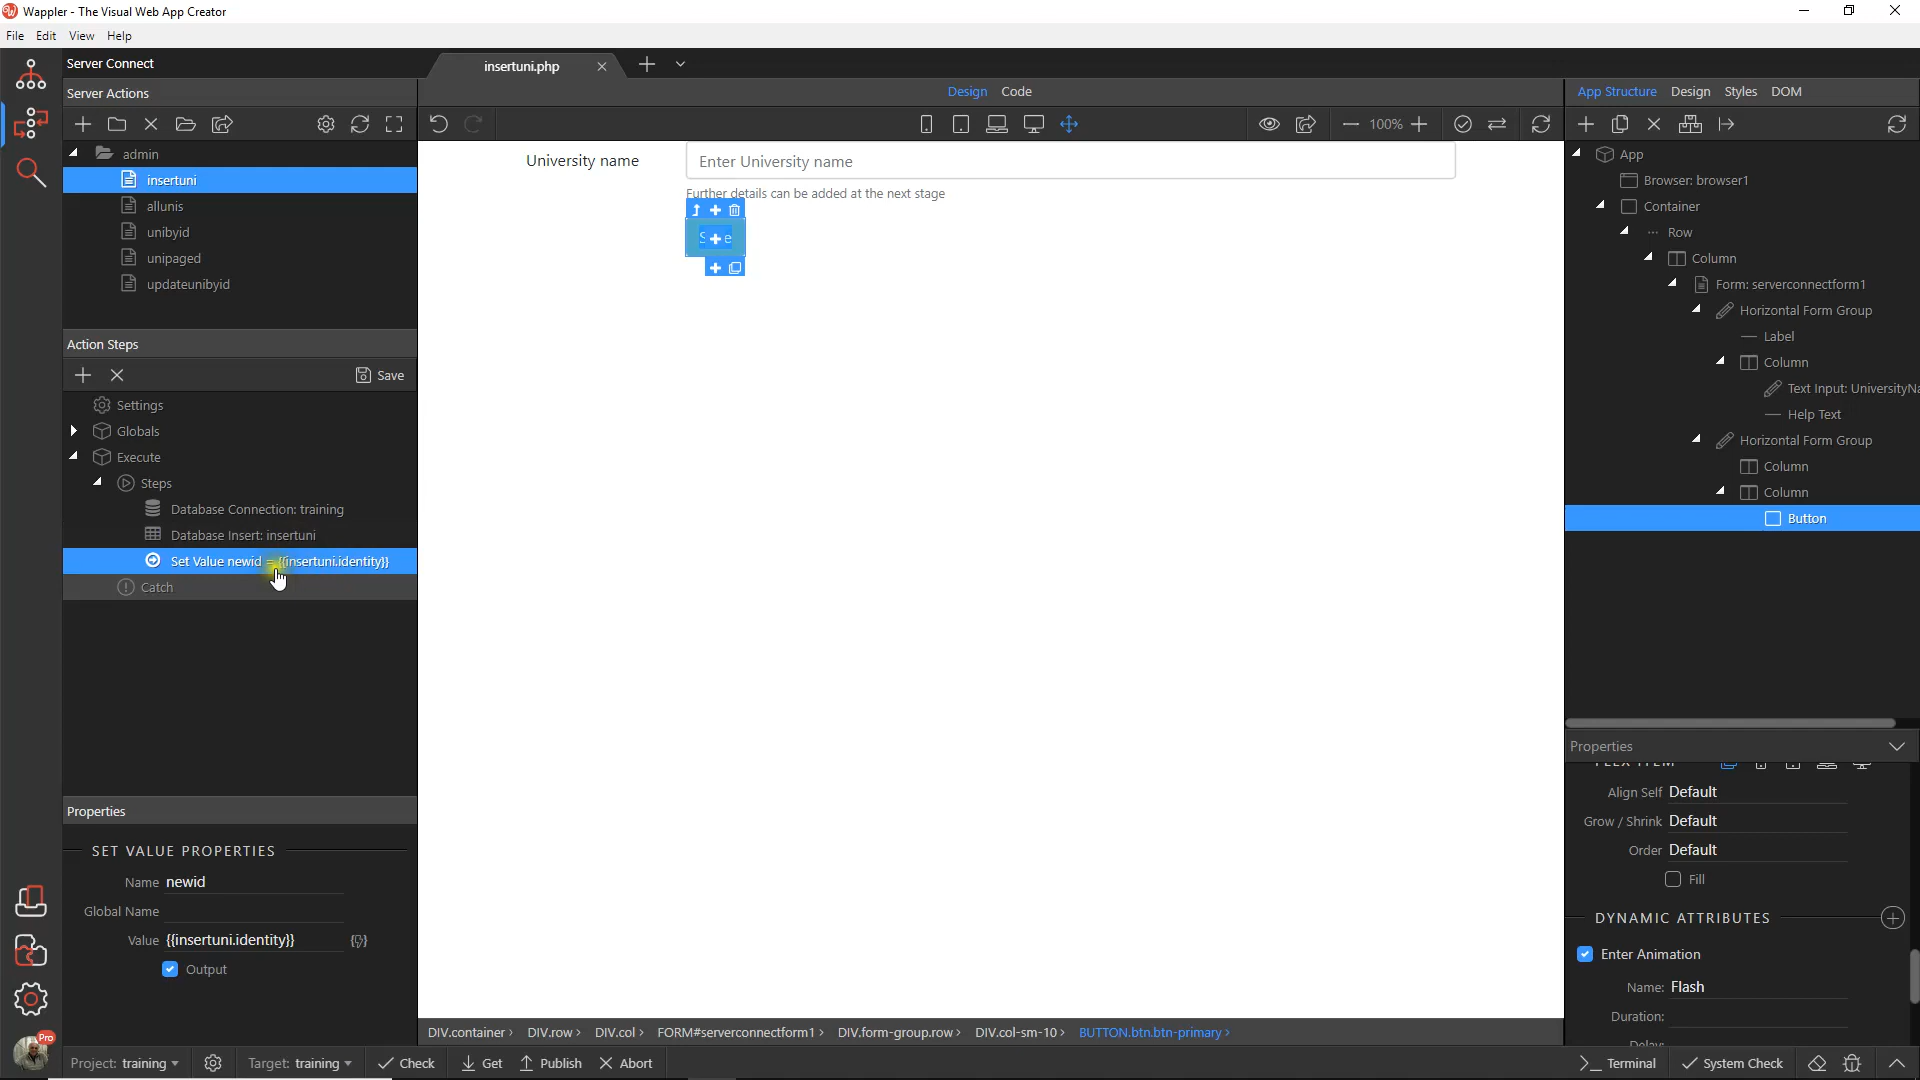 Wappler - The Visual Web App Creator
File Edit View Help
Server Connect
insertuni.php
Server Actions
Design Code
App Structure Design Styles DOM
100%
admin
insertuni
allunis
unibyid
unipaged
updateunibyid
Action Steps
Save
Settings
Globals
Execute
Steps
Database Connection: training
Database Insert: insertuni
Set Value newid = {{insertuni.identity}}
Catch
Properties
SET VALUE PROPERTIES
Name newid
Global Name
Value {{insertuni.identity}}
Output
University name
Enter University name
Further details can be added at the next stage
App
Browser: browser1
Container
Row
Column
Form: serverconnectform1
Horizontal Form Group
Label
Column
Text Input: UniversityNa
Help Text
Horizontal Form Group
Column
Column
Button
Properties
FLEX ITEM
Align Self Default
Grow / Shrink Default
Order Default
Fill
DYNAMIC ATTRIBUTES
Enter Animation
Name: Flash
Duration:
Delay:
DIV.container DIV.row DIV.col FORM#serverconnectform1 DIV.form-group.row DIV.col-sm-10 BUTTON.btn.btn-primary
Pro
Project: training Target: training Check Get Publish Abort Terminal System Check